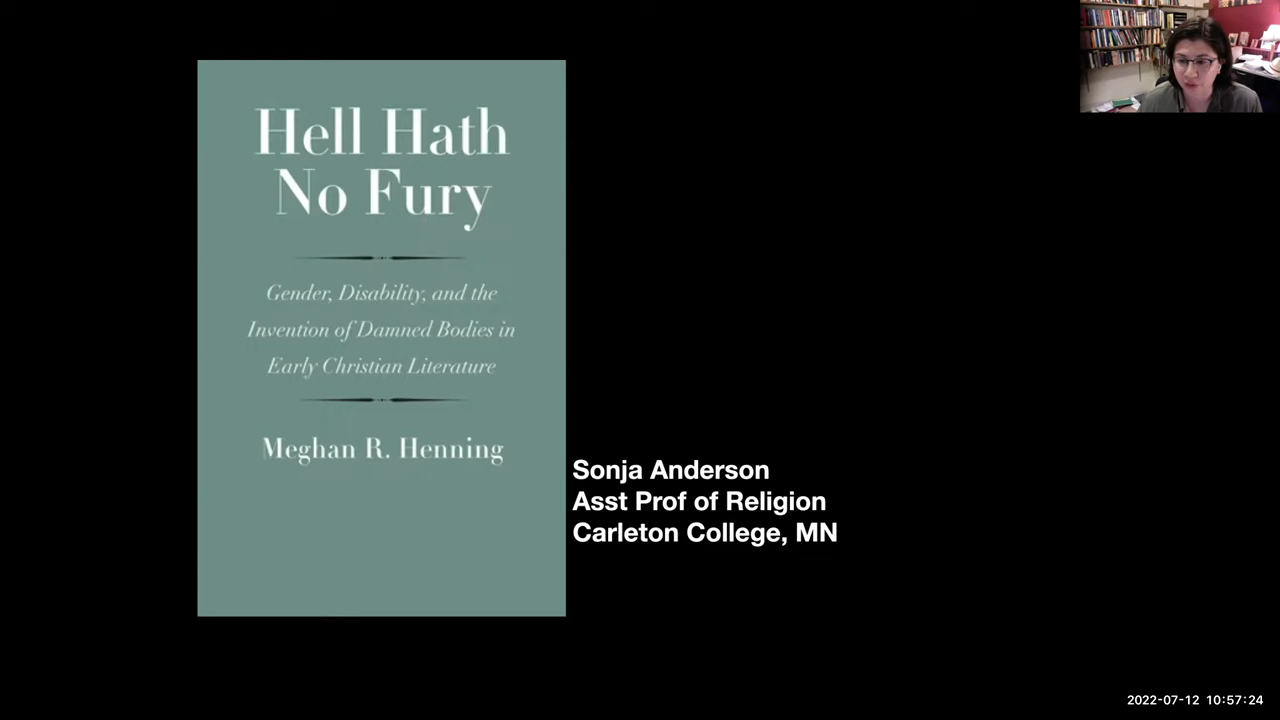 Hell Hath
No Fury
Gender, Disability, and the
Invention of Damned Bodies in
Early Christian Literature
Meghan R. Henning
Sonja Anderson
Asst Prof of Religion
Carleton College, MN
2022-07-12 10:57:24